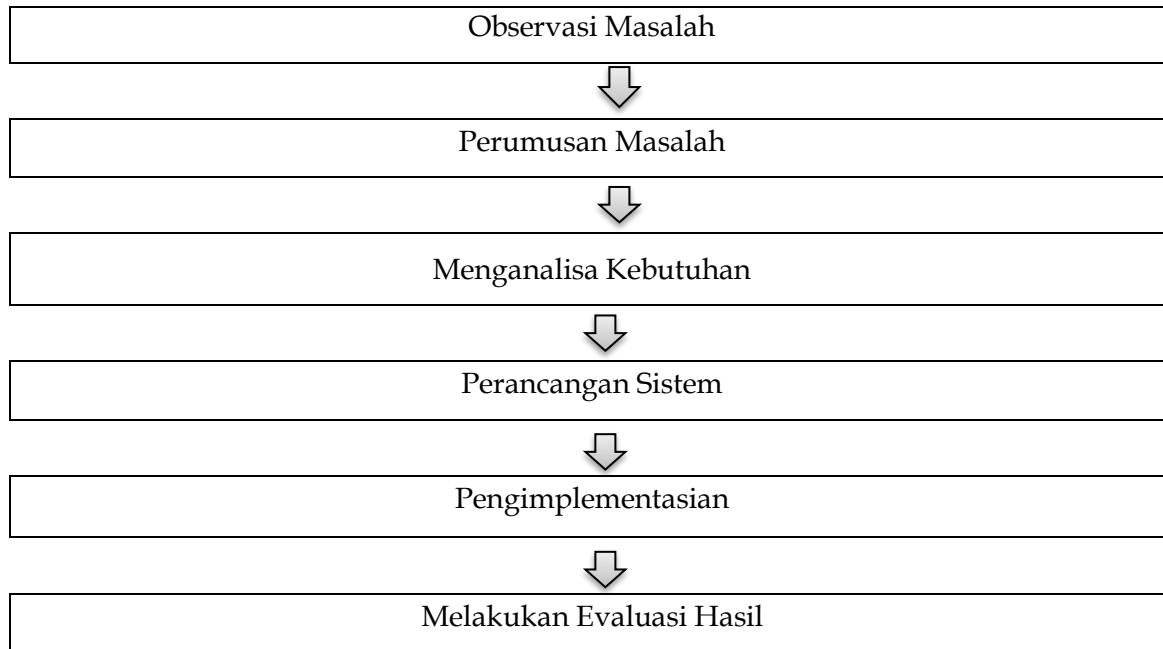 Observasi Masalah
Perumusan Masalah
Menganalisa Kebutuhan
Perancangan Sistem
Pengimplementasian
Melakukan Evaluasi Hasil